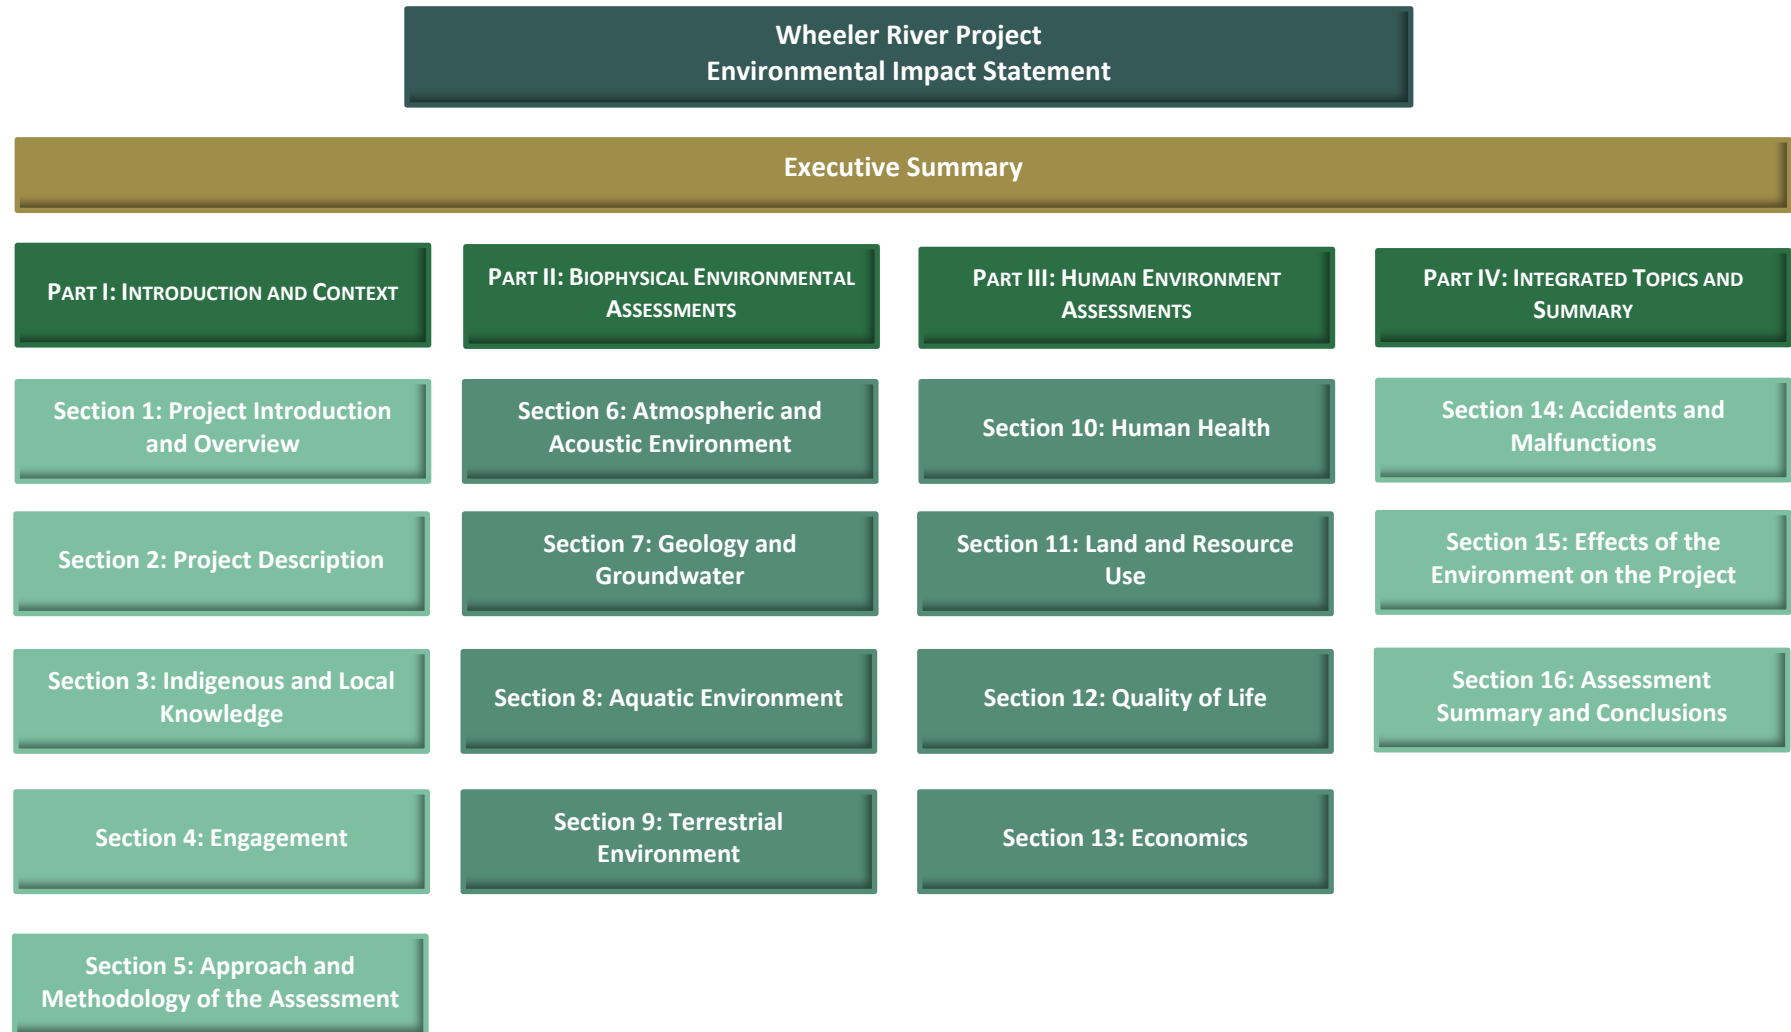 Wheeler River Project
Environmental Impact Statement
Executive Summary
PART I: INTRODUCTION AND CONTEXT
Section 1: Project Introduction
and Overview
Section 2: Project Description
Section 3: Indigenous and Local
Knowledge
Section 4: Engagement
Section 5: Approach and
Methodology of the Assessment
PART II: BIOPHYSICAL ENVIRONMENTAL
ASSESSMENTS
Section 6: Atmospheric and
Acoustic Environment
Section 7: Geology and
Groundwater
Section 8: Aquatic Environment
Section 9: Terrestrial
Environment
PART III: HUMAN ENVIRONMENT
ASSESSMENTS
Section 10: Human Health
Section 11: Land and Resource
Use
Section 12: Quality of Life
Section 13: Economics
PART IV: INTEGRATED TOPICS AND
SUMMARY
Section 14: Accidents and
Malfunctions
Section 15: Effects of the
Environment on the Project
Section 16: Assessment
Summary and Conclusions